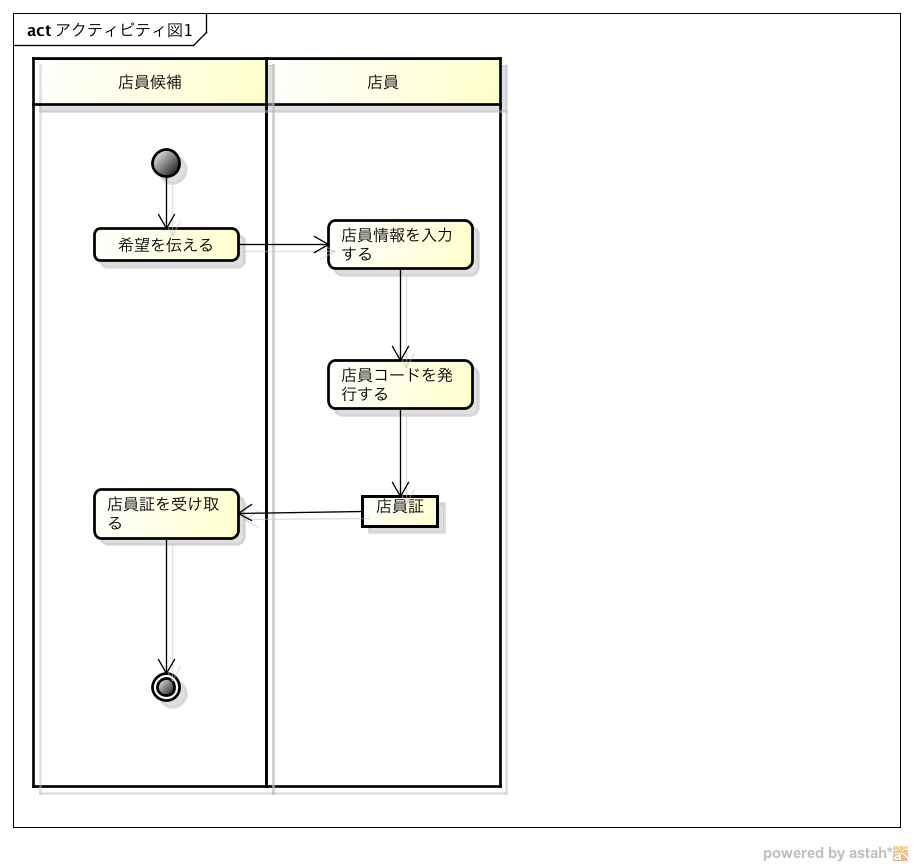 act アクティビティ図1
店員候補
店員
希望を伝える
店員情報を入力
する
店員コードを発
行する
店員証を受け取
る
店員証
powered by astah*